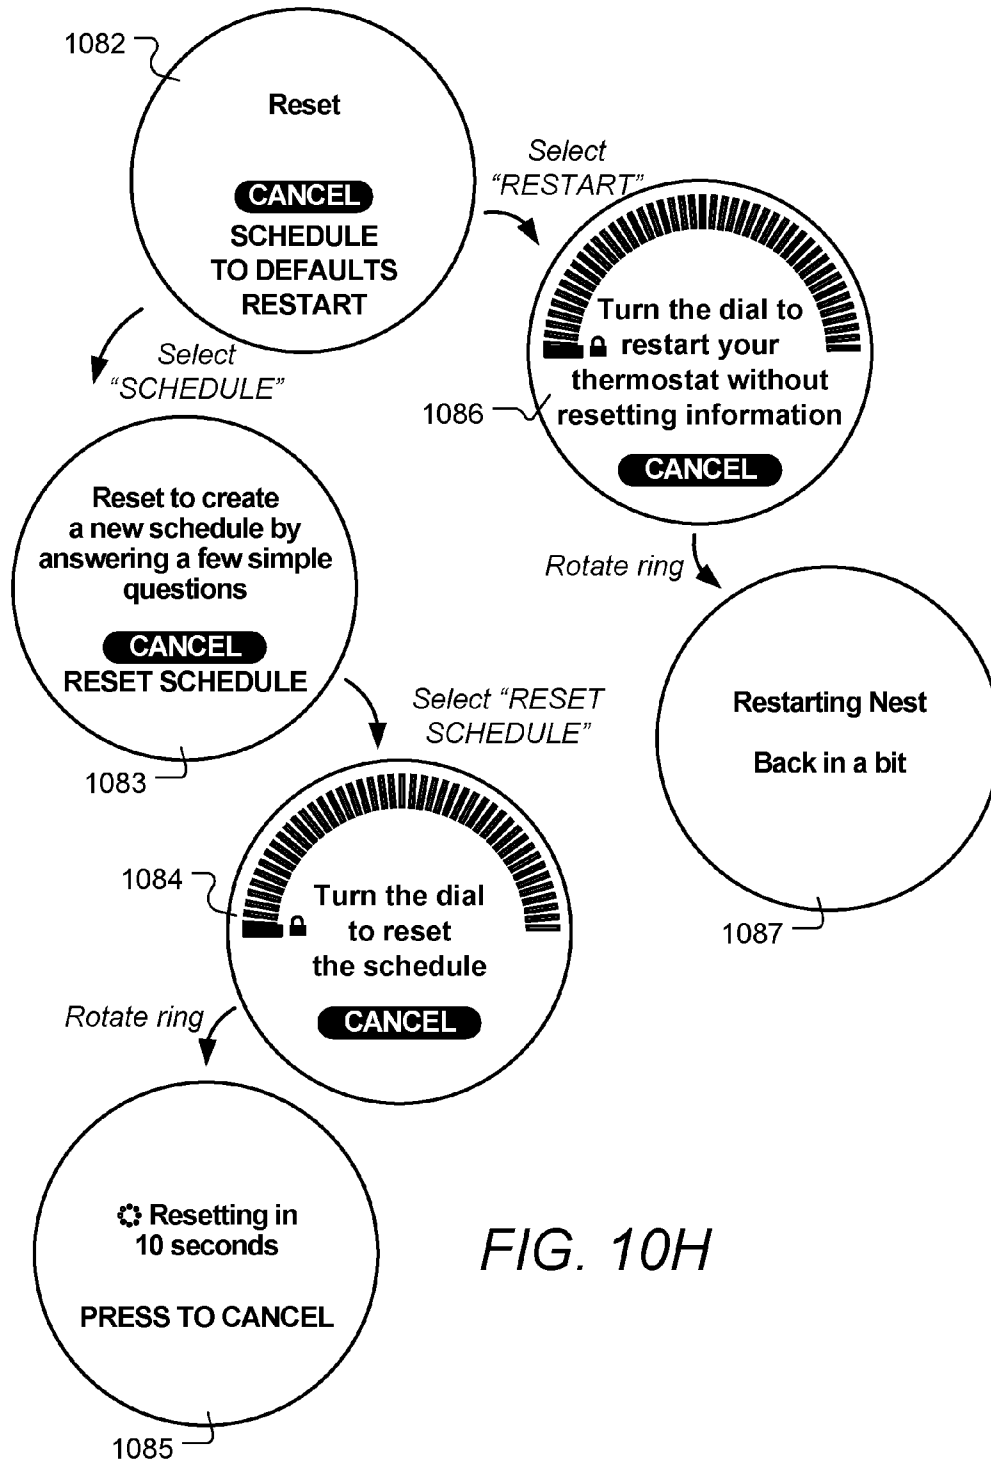 1082
Reset
CANCEL
SCHEDULE
TO DEFAULTS
RESTART
Select
"RESTART"
Turn the dial to
restart your
thermostat without
resetting information
CANCEL
1086
Select
"SCHEDULE"
Reset to create
a new schedule by
answering a few simple
questions
CANCEL
RESET SCHEDULE
1083
Rotate ring
Restarting Nest
Back in a bit
1087
Select "RESET
SCHEDULE"
1084
Turn the dial
to reset
the schedule
CANCEL
Rotate ring
Resetting in
10 seconds
PRESS TO CANCEL
1085
FIG. 10H